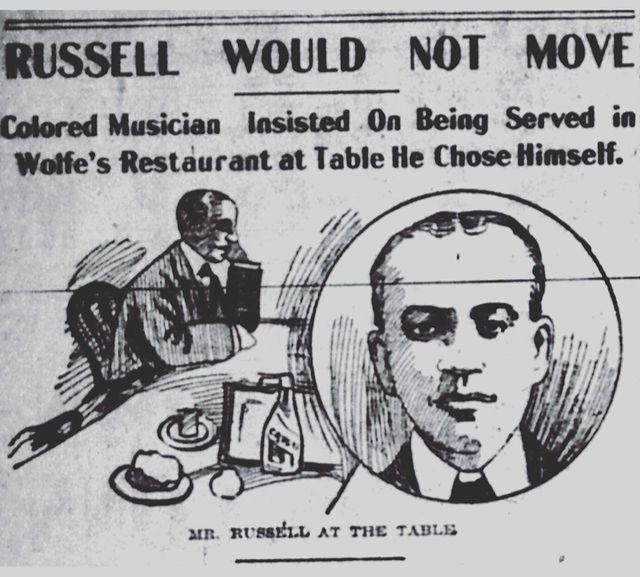 RUSSELL WOULD NOT MOVE
Colored Musician Insisted On Being Served in
Wolfe's Restaurant at Table He Chose Himself.
MR. RUSSELL AT THE TABLE.